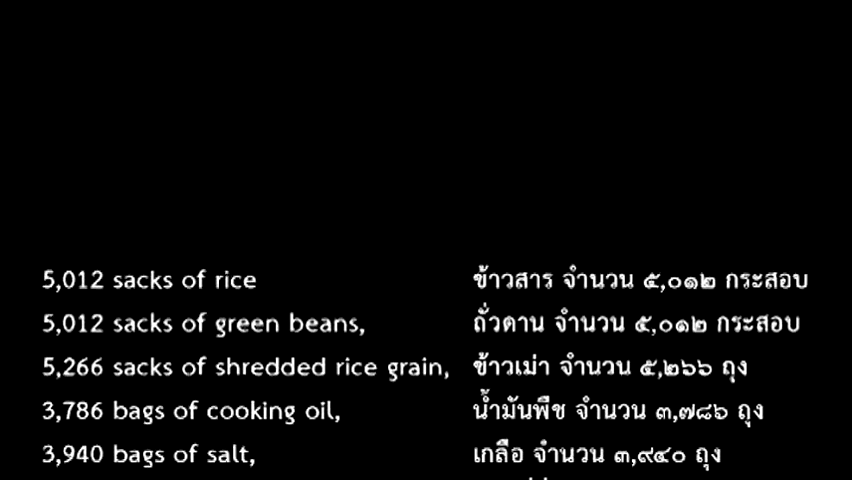 5,012 sacks of rice
ข้าวสาร จำนวน ๕,๐๑๒ กระสอบ
5,012 sacks of green beans,
ถั่วดาน จำนวน ๕,๐๑๒ กระสอบ
5,266 sacks of shredded rice grain,
ข้าวเม่า จำนวน ๕,๒๖๖ ถุง
3,786 bags of cooking oil,
น้ำมันพืช จำนวน ๓,๗๘๖ ถุง
3,940 bags of salt,
เกลือ จำนวน ๓,๙๔๐ ถุง